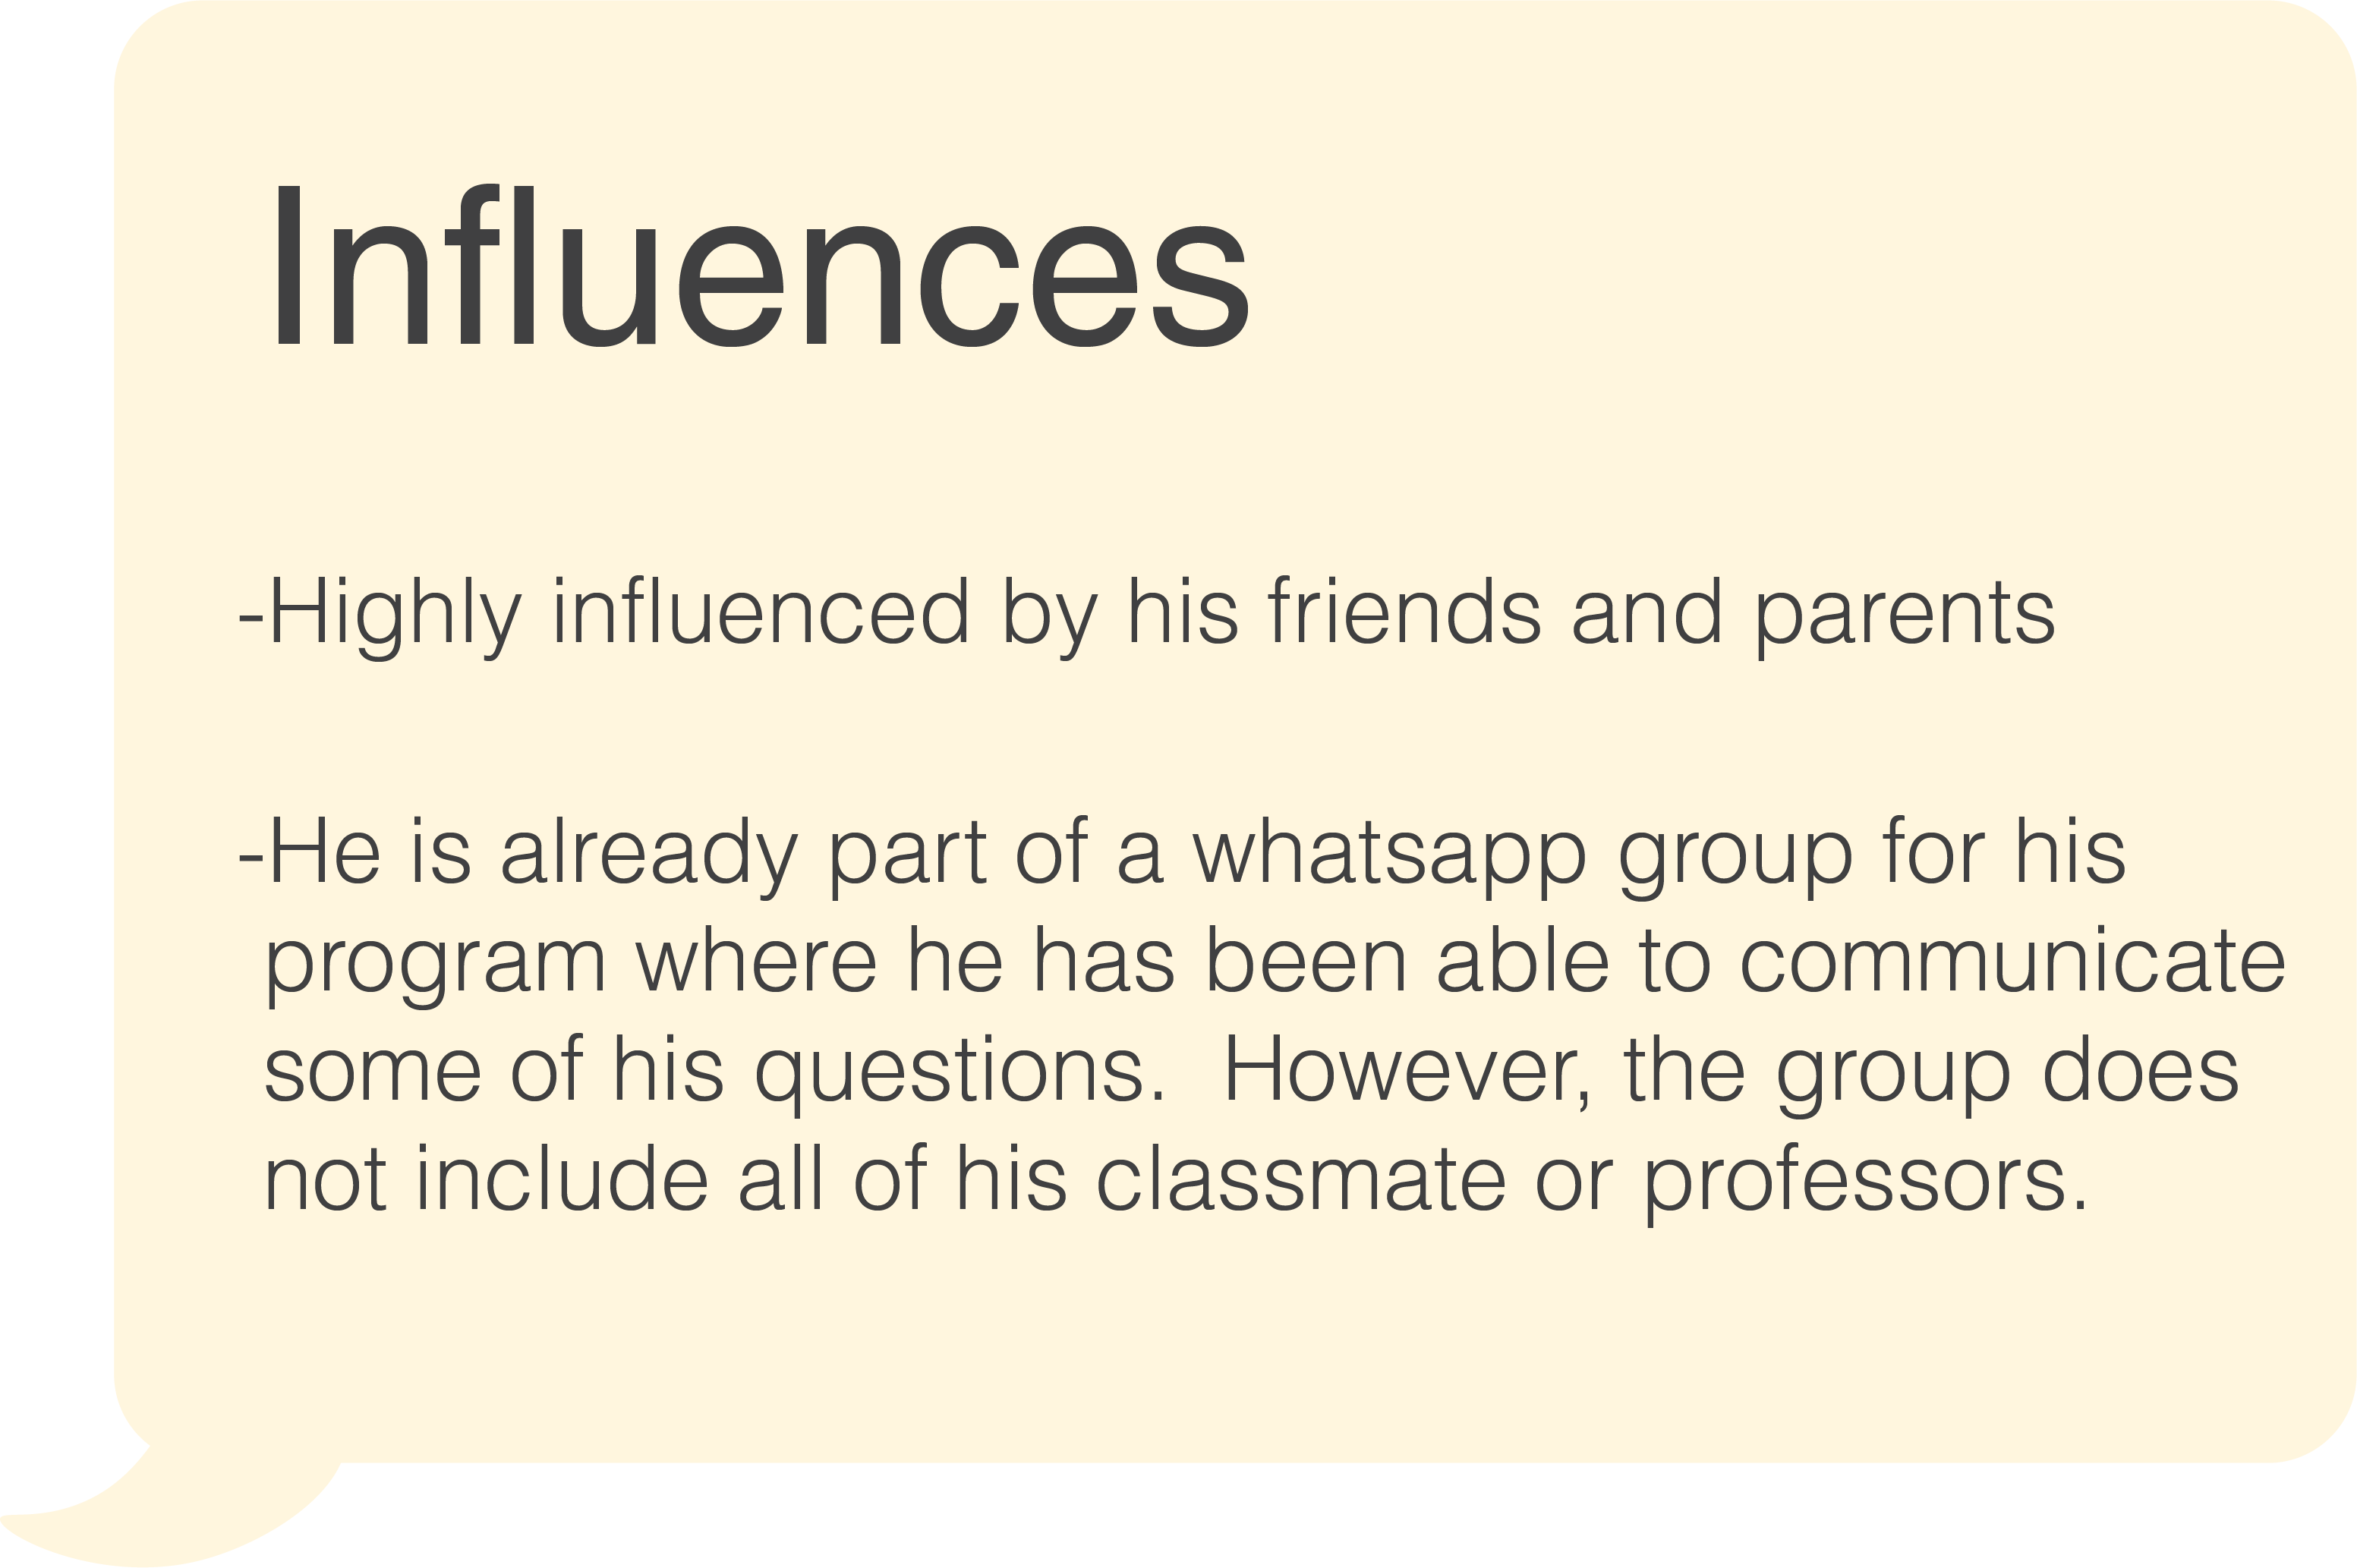 Influences
-Highly influenced by his friends and parents
-He is already part of a whatsapp group for his
program where he has been able to communicate
some of his questions.  However, the group does
not include all of his classmate or professors.